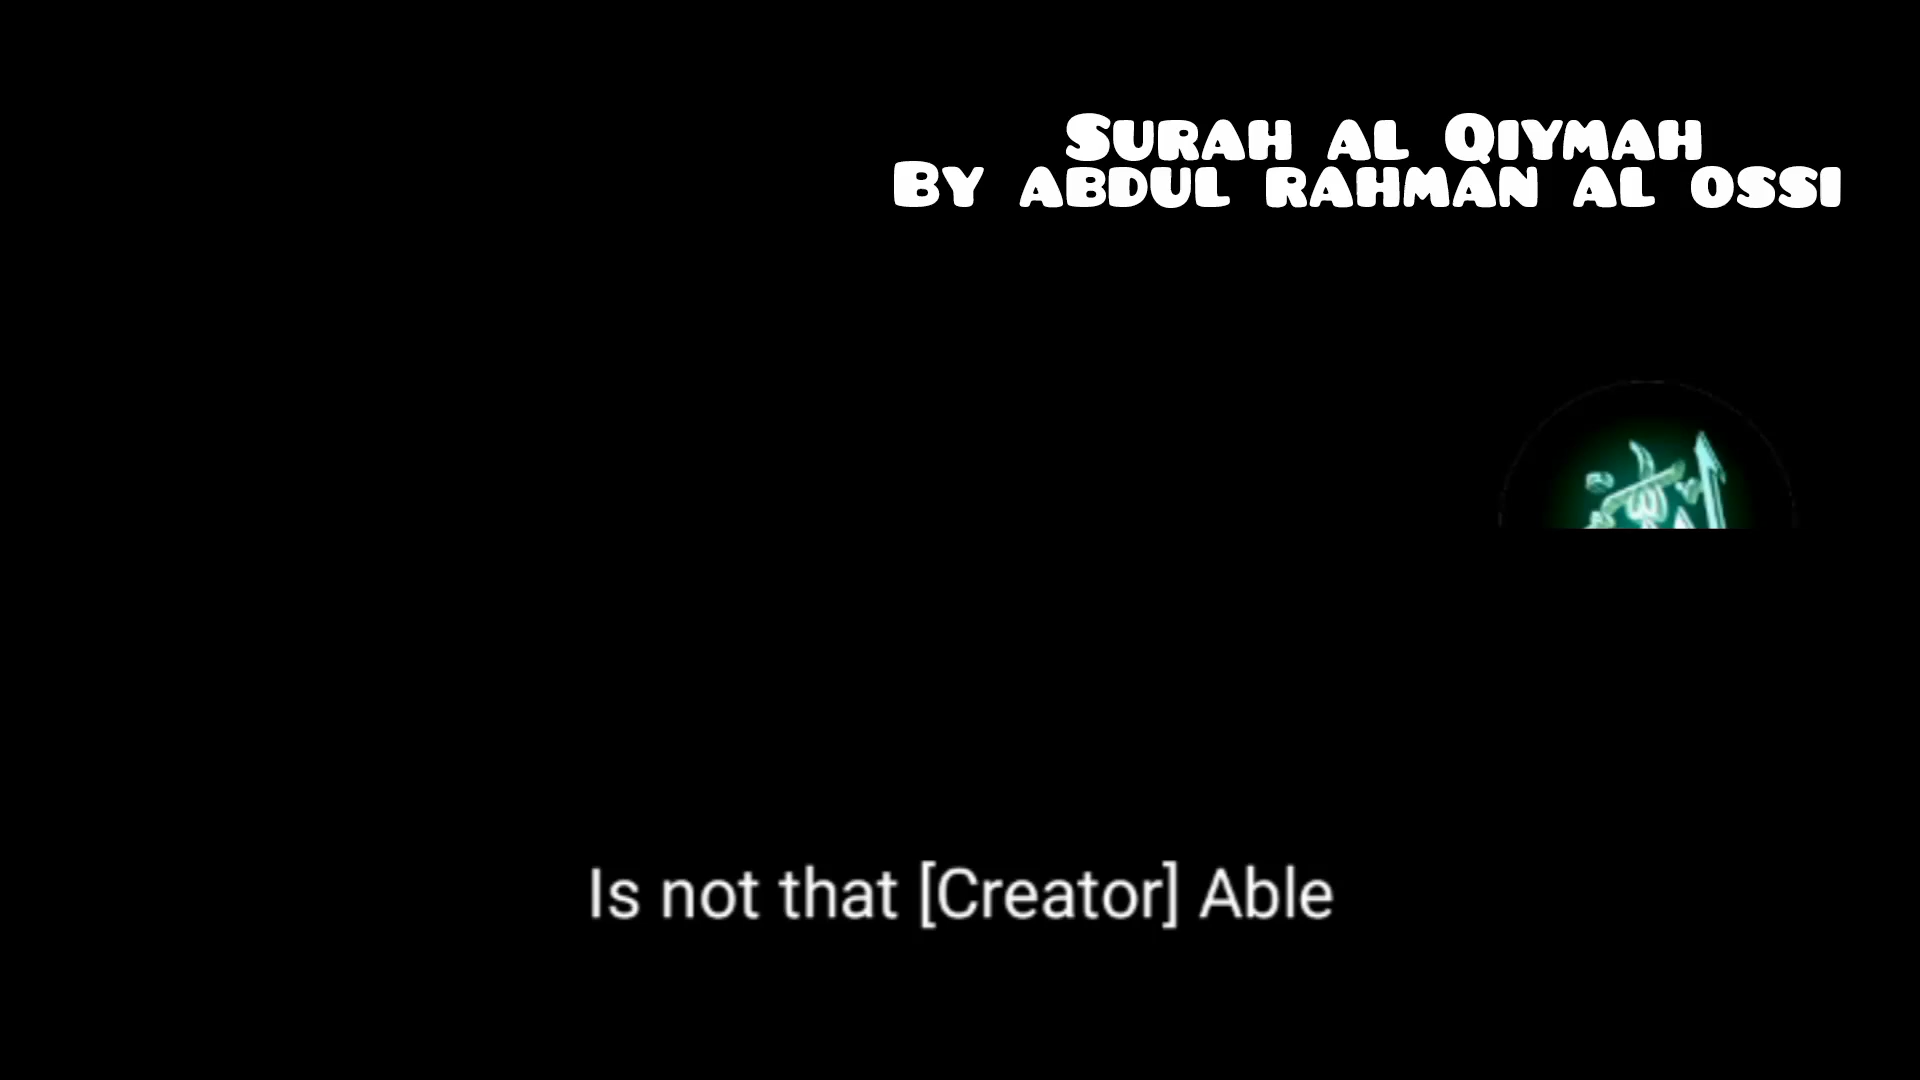 Surah al Qiymah
By abdul rahman al ossi
Is not that [Creator] Able